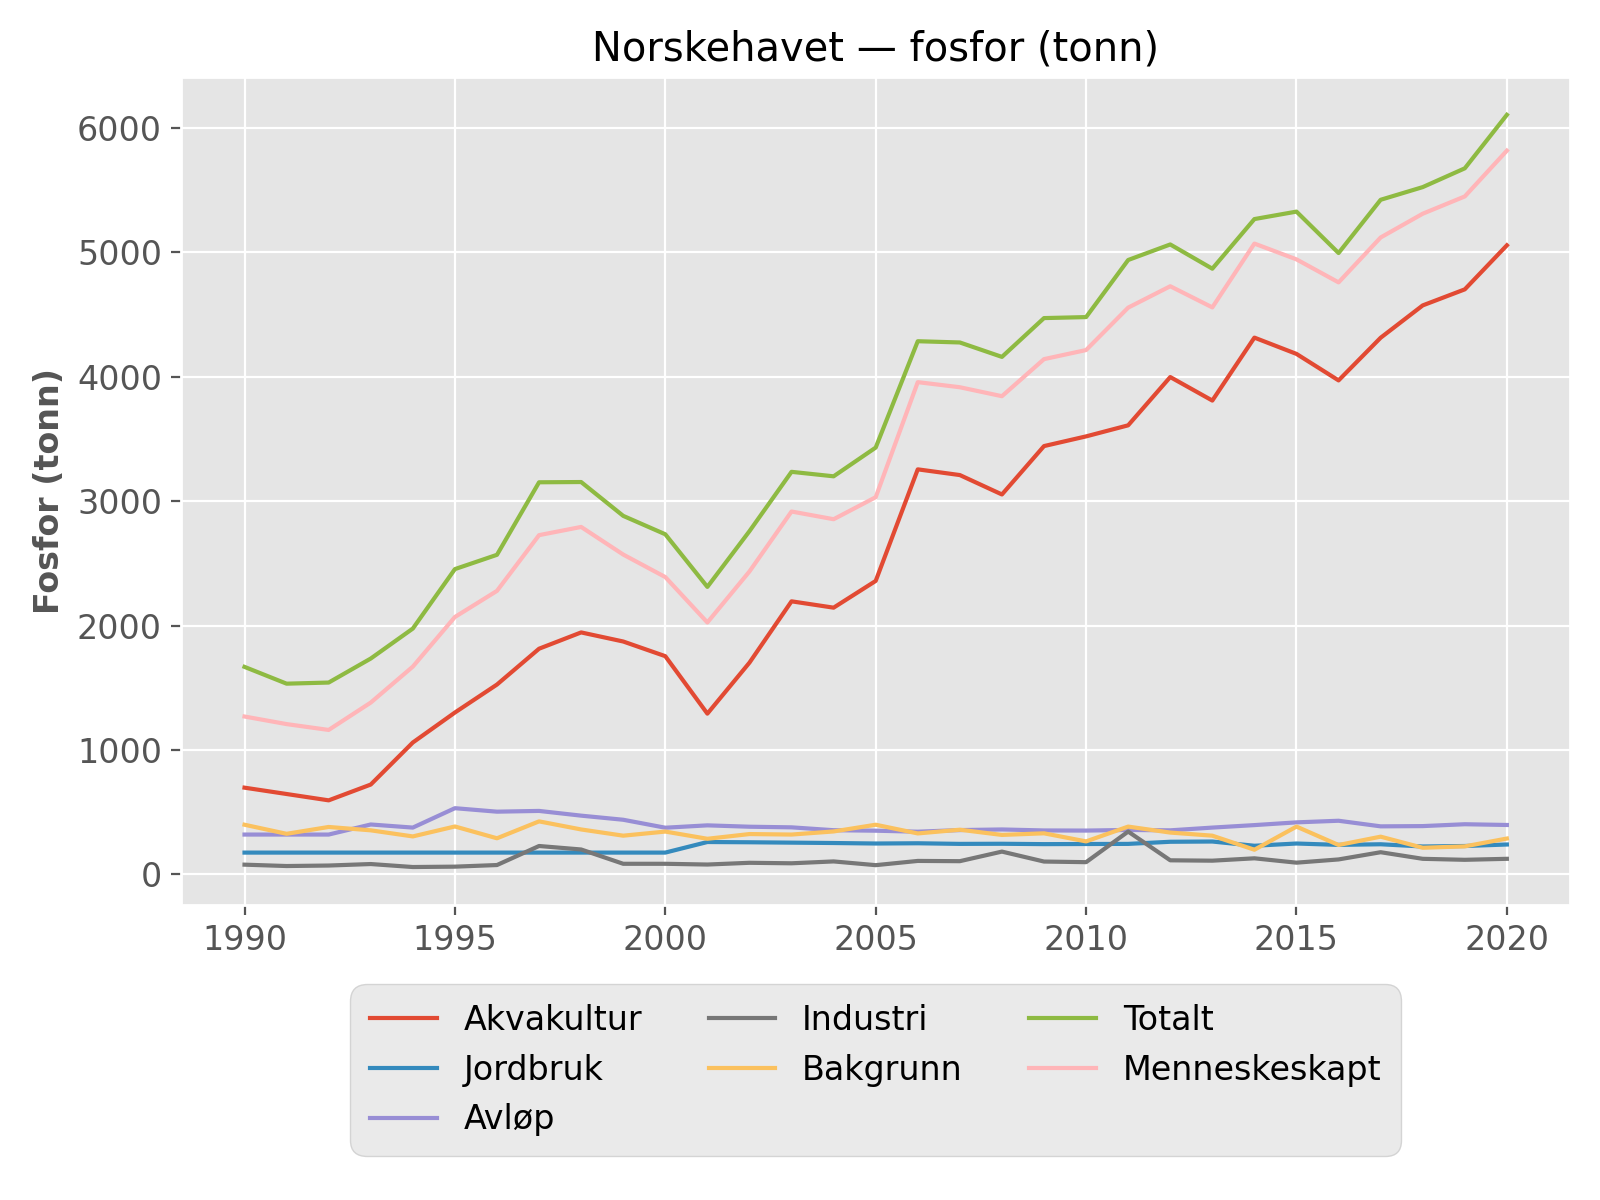 Norskehavet — fosfor (tonn)
Fosfor (tonn)
6000
5000
4000
3000
2000
1000
0
1990 1995 2000 2005 2010 2015 2020
Akvakultur Industri Totalt
Jordbruk Bakgrunn Menneskeskapt
Avløp